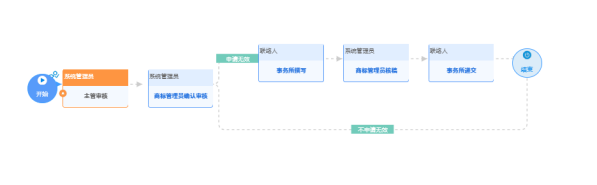 开始
系统管理员
主管审核
系统管理员
商标管理员确认审核
申请无效
联络人
事务所撰写
系统管理员
商标管理员核稿
联络人
事务所递交
结束
不申请无效